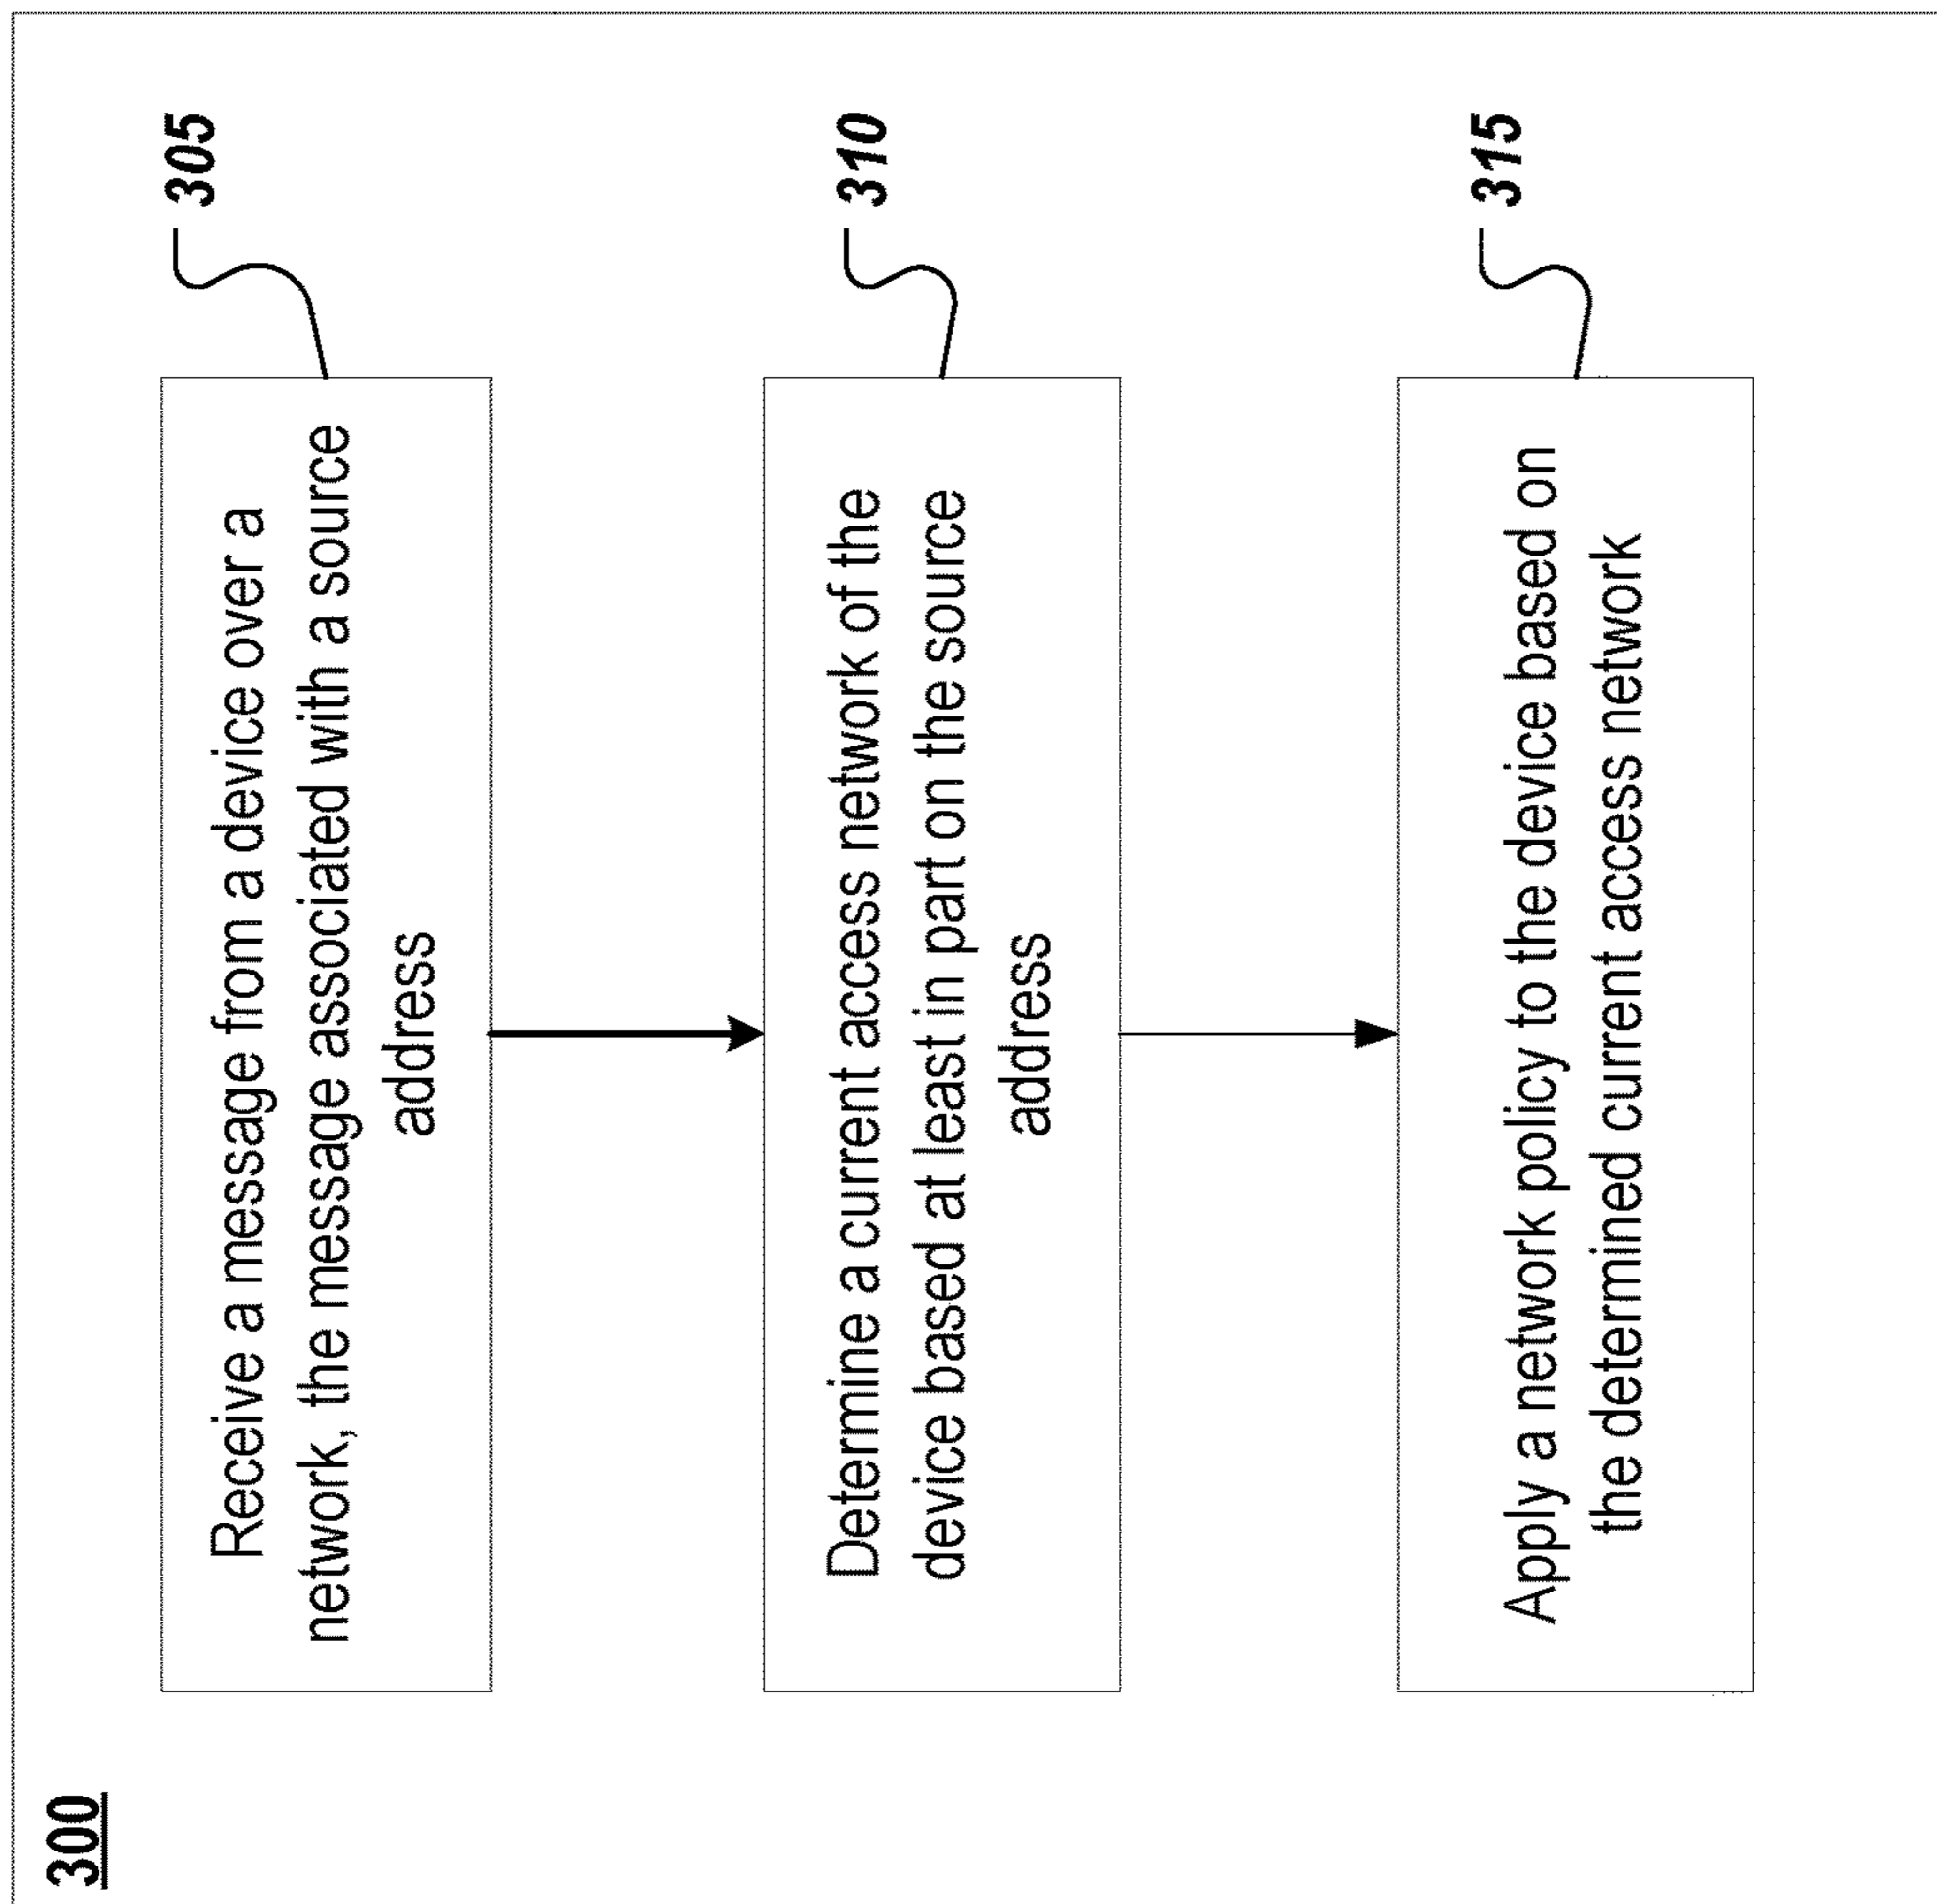 300
Receive a message from a device over a
network, the message associated with a source
address
305
Determine a current access network of the
device based at least in part on the source
address
310
Apply a network policy to the device based on
the determined current access network
315